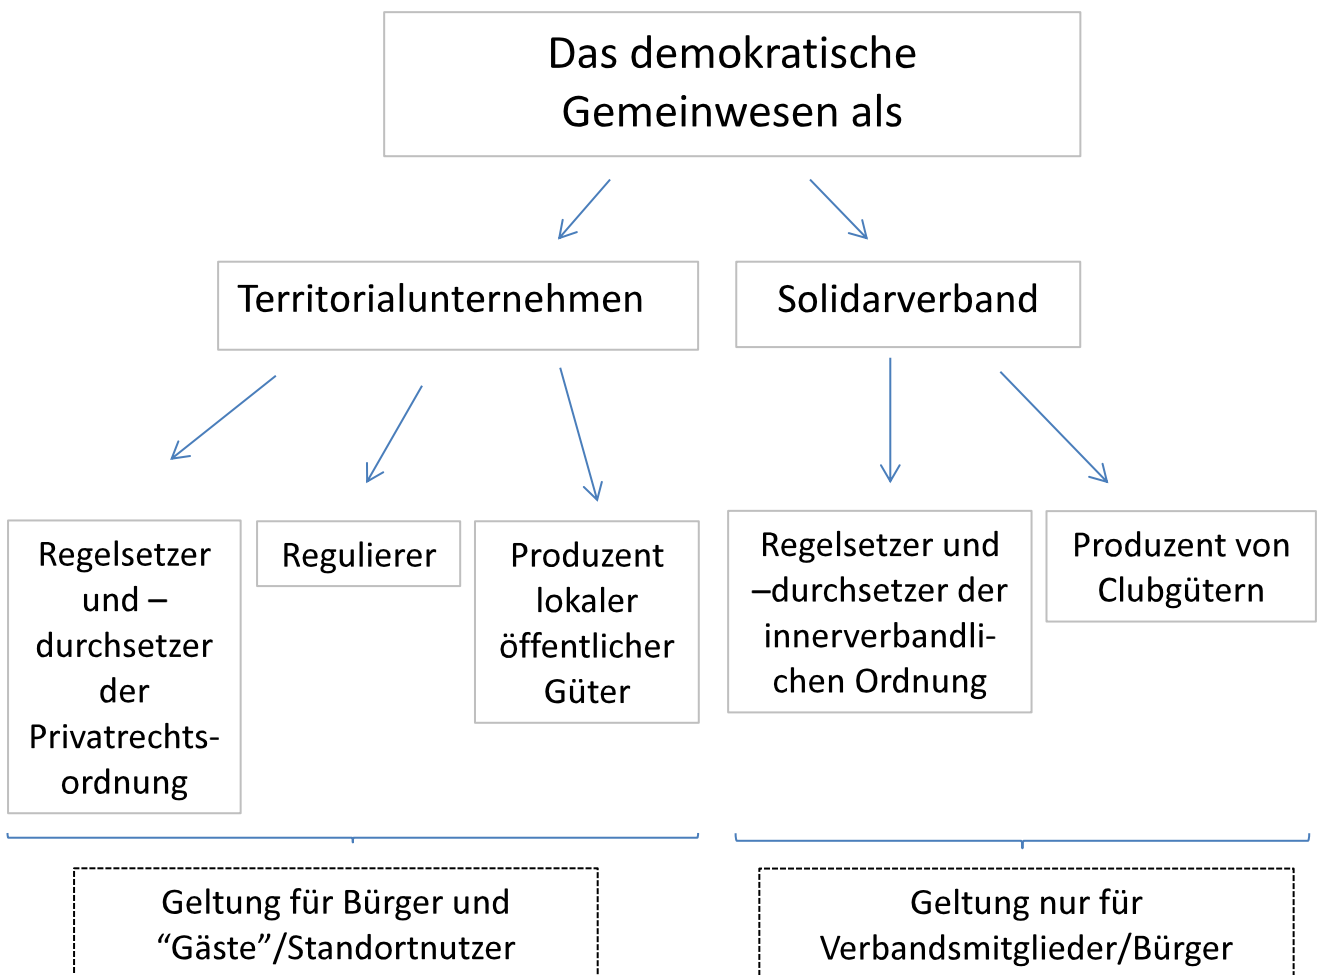 Das demokratische
Gemeinwesen als
Territorialunternehmen
Solidarverband
Regelsetzer
und –
durchsetzer
der
Privatrechts-
ordnung
Regulierer
Produzent
lokaler
öffentlicher
Güter
Regelsetzer und
–durchsetzer der
innerverbandli-
chen Ordnung
Produzent von
Clubgütern
Geltung für Bürger und
“Gäste”/Standortnutzer
Geltung nur für
Verbandsmitglieder/Bürger